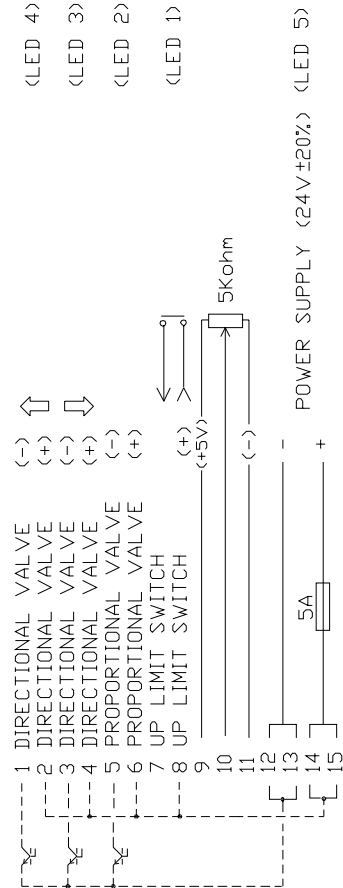 1 DIRECTIONAL VALVE (-) (LED 4)
2 DIRECTIONAL VALVE (+)
3 DIRECTIONAL VALVE (-) (LED 3)
4 DIRECTIONAL VALVE (+)
5 PROPORTIONAL VALVE (-) (LED 2)
6 PROPORTIONAL VALVE (+)
7 UP LIMIT SWITCH (LED 1)
8 UP LIMIT SWITCH (+)
9 (+5V)
10 5Kohm
11 (-)
12
13 - POWER SUPPLY (24V±20%) (LED 5)
14 5A +
15